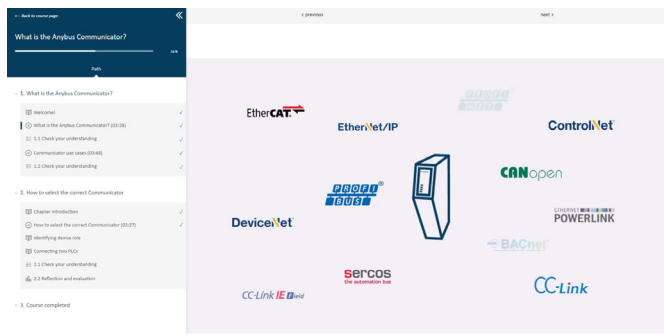 ← Back to course page
What is the Anybus Communicator?
Path
1. What is the Anybus Communicator?
Welcome!
What is the Anybus Communicator? (03:28)
1.1 Check your understanding
Communicator use cases (03:40)
1.2 Check your understanding
2. How to select the correct Communicator
Chapter introduction
How to select the correct Communicator (02:27)
Identifying device role
Connecting two PLCs
2.1 Check your understanding
2.2 Reflection and evaluation
3. Course completed
‹ previous
next ›
EtherCAT.
PROFI
NET
EtherNet/IP
ControlNet
CANopen
PROFI
BUS
DeviceNet
ETHERNET
POWERLINK
BACnet
sercos
the automation bus
CC-Link
CC-Link IE Field